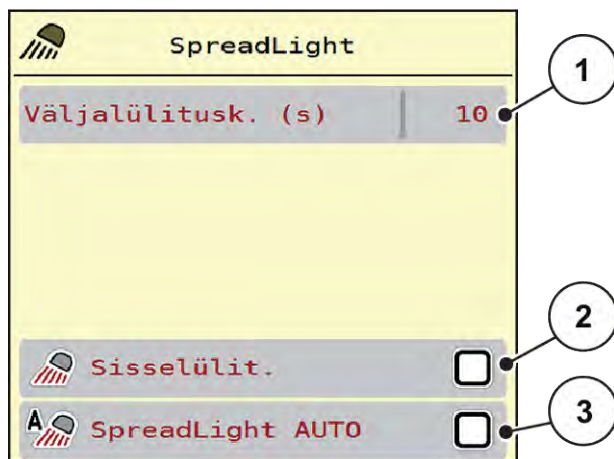 SpreadLight
Väljalülitusk. (s) 10
1
Sisselülit.
2
A
SpreadLight AUTO
3